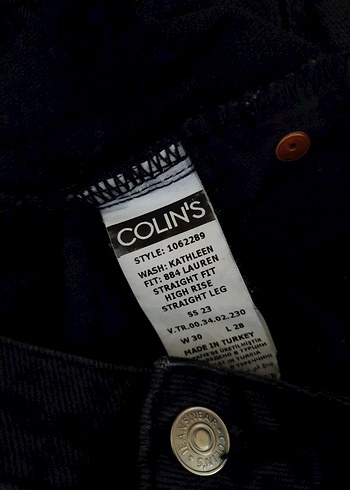 COLIN'S
STYLE: 1062289
WASH: KATHLEEN
FIT: 884 LAUREN
STRAIGHT FIT
HIGH RISE
STRAIGHT LEG
SS 23
V.TR.00.34.02.230
W 30 L 28
MADE IN TURKEY